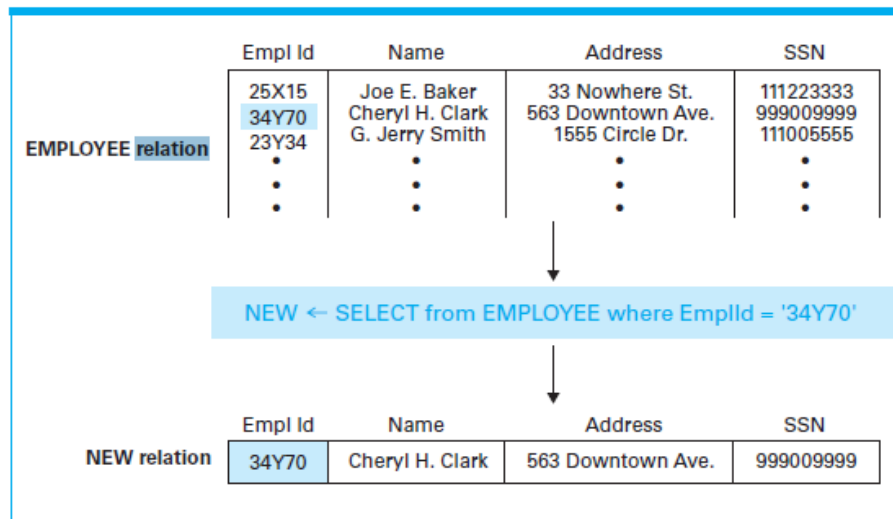 Empl Id Name Address SSN
25X15 Joe E. Baker 33 Nowhere St. 111223333
34Y70 Cheryl H. Clark 563 Downtown Ave. 999009999
23Y34 G. Jerry Smith 1555 Circle Dr. 111005555
EMPLOYEE relation
• • • •
• • • •
• • • •
NEW ← SELECT from EMPLOYEE where EmplId = '34Y70'
Empl Id Name Address SSN
NEW relation 34Y70 Cheryl H. Clark 563 Downtown Ave. 999009999